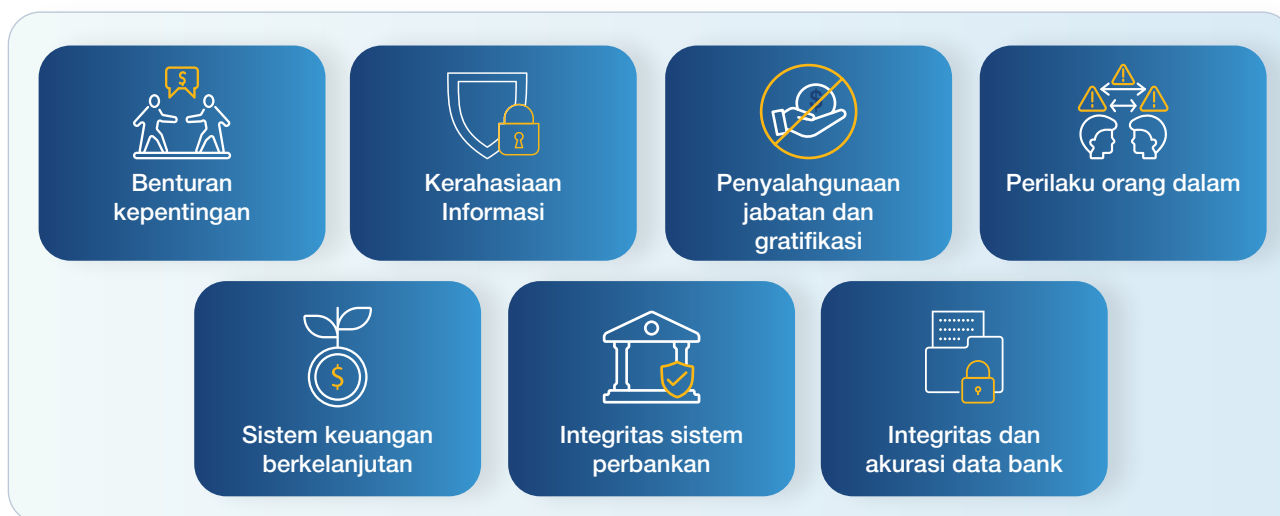 Benturan
kepentingan
Kerahasiaan
Informasi
Penyalahgunaan
jabatan dan
gratifikasi
Perilaku orang dalam
Sistem keuangan
berkelanjutan
Integritas sistem
perbankan
Integritas dan
akurasi data bank